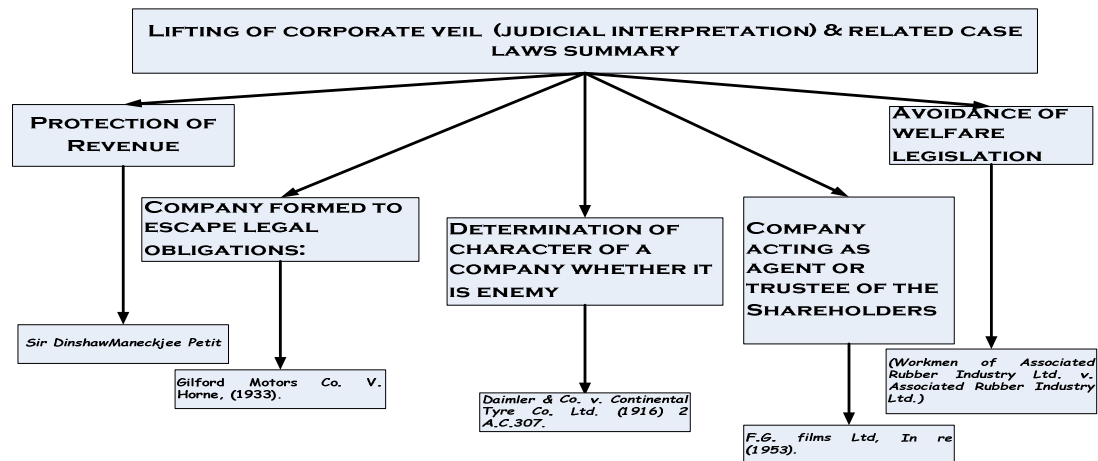 Lifting of corporate veil (judicial interpretation) & related case
laws summary
Protection of
Revenue
Avoidance of
welfare
legislation
Company formed to
escape legal
obligations:
Determination of
character of a
company whether it
is enemy
Company
acting as
agent or
trustee of the
Shareholders
Sir DinshawManeckjee Petit
Gilford Motors Co. V.
Horne, (1933).
Daimler & Co. v. Continental
Tyre Co. Ltd. (1916) 2
A.C.307.
F.G. films Ltd, In re
(1953).
(Workmen of Associated
Rubber Industry Ltd. v.
Associated Rubber Industry
Ltd.)